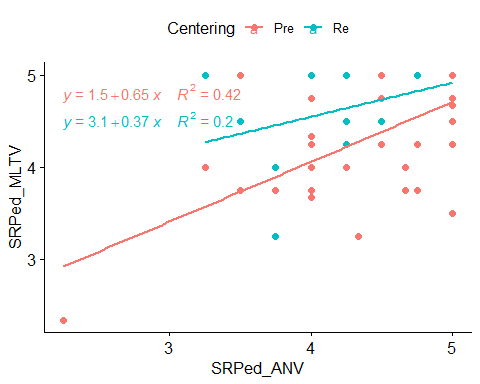 Centering a Pre a Re
y = 1.5 + 0.65 x R² = 0.42
y = 3.1 + 0.37 x R² = 0.2
5
4
3
SRPed_MLTV
3 4 5
SRPed_ANV